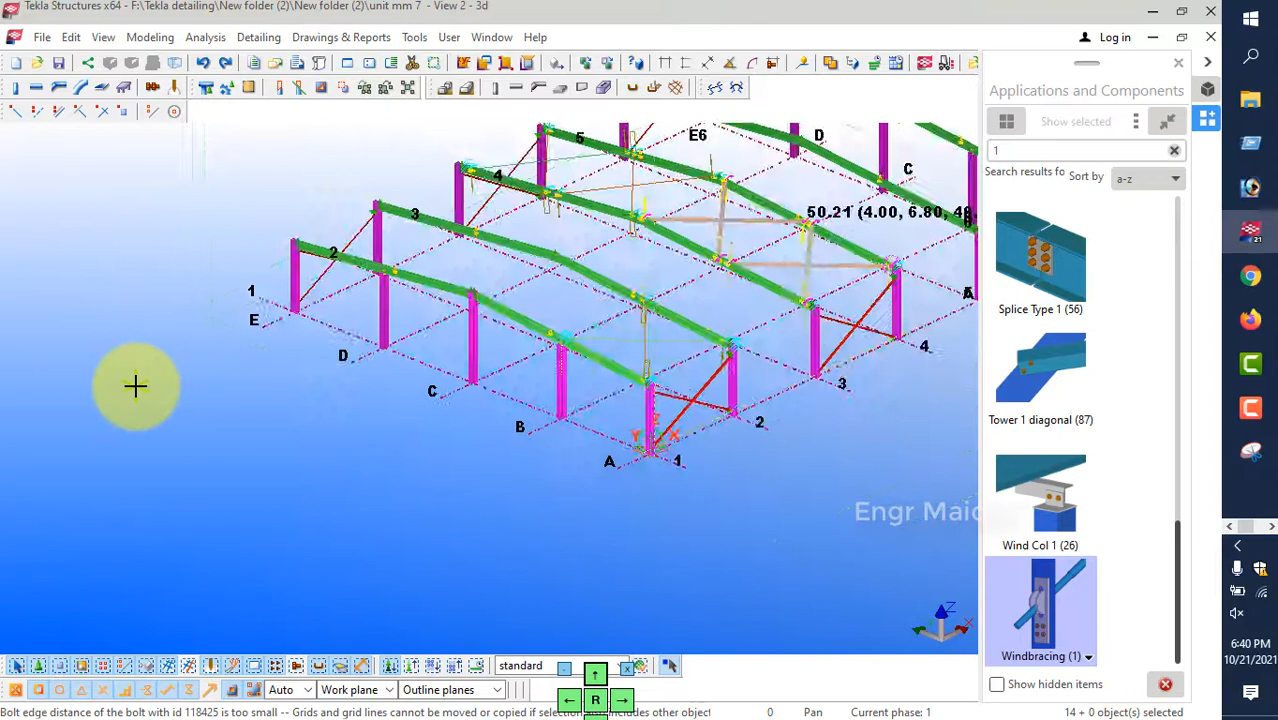 Tekla Structures x64 - F:\Tekla detailing\New folder (2)\New folder (2)\unit mm 7 - View 2 - 3d
File Edit View Modeling Analysis Detailing Drawings & Reports Tools User Window Help
Log in
Applications and Components
Show selected
1
Search results fo Sort by a-z
Splice Type 1 (56)
Tower 1 diagonal (87)
Wind Col 1 (26)
Windbracing (1)
Show hidden items
5 E6 D
4 C
3 50.21 (4.00, 6.80, 48
2
1
E
D
C
B
A
1
2
3
4
Z
Engr Maic
standard
R
Auto Work plane Outline planes
Bolt edge distance of the bolt with id 118425 is too small -- Grids and grid lines cannot be moved or copied if selection also includes other object
0 Pan Current phase: 1 14 + 0 object(s) selected
21
6:40 PM
10/21/2021